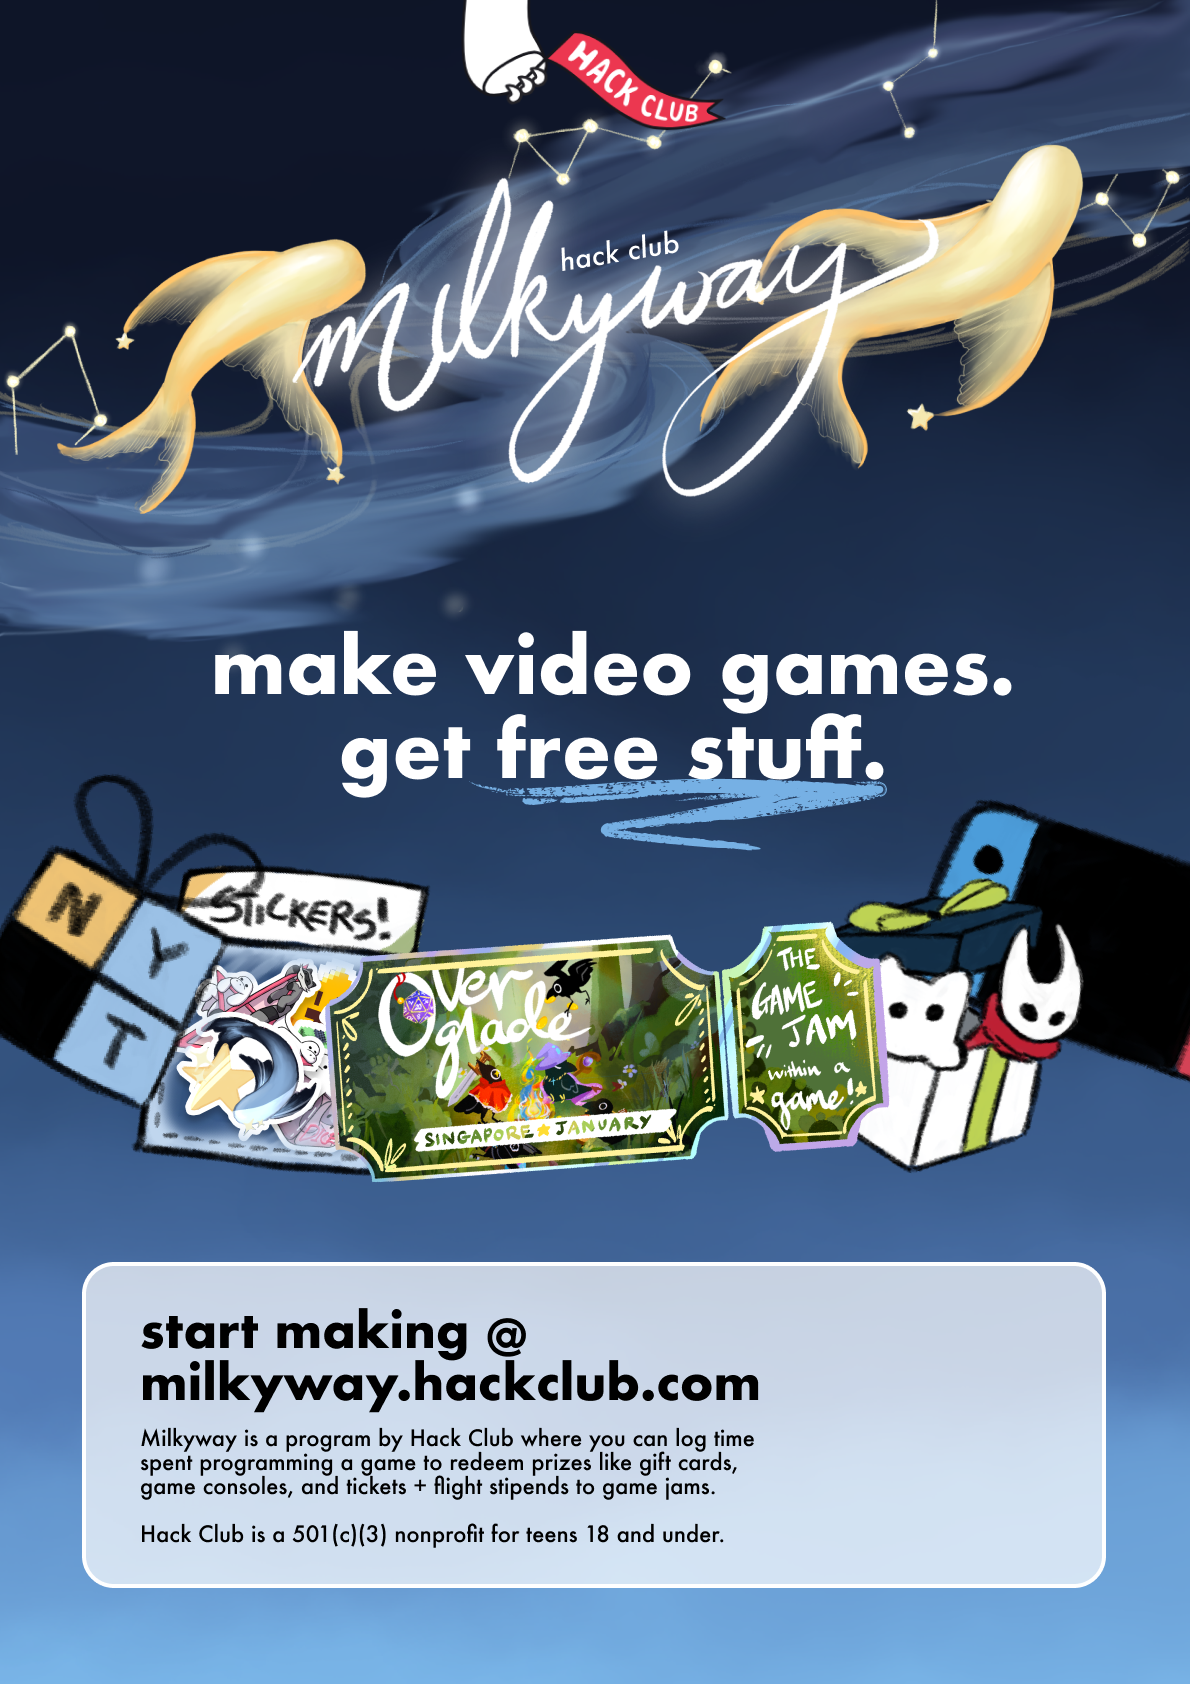 HACK CLUB
hack club
milkyway
make video games.
get free stuff.
N
Y
T
STICKERS!
Over
glade
SINGAPORE JANUARY
THE
GAME
JAM
within a
game!
start making @
milkyway.hackclub.com
Milkyway is a program by Hack Club where you can log time
spent programming a game to redeem prizes like gift cards,
game consoles, and tickets + flight stipends to game jams.
Hack Club is a 501(c)(3) nonprofit for teens 18 and under.